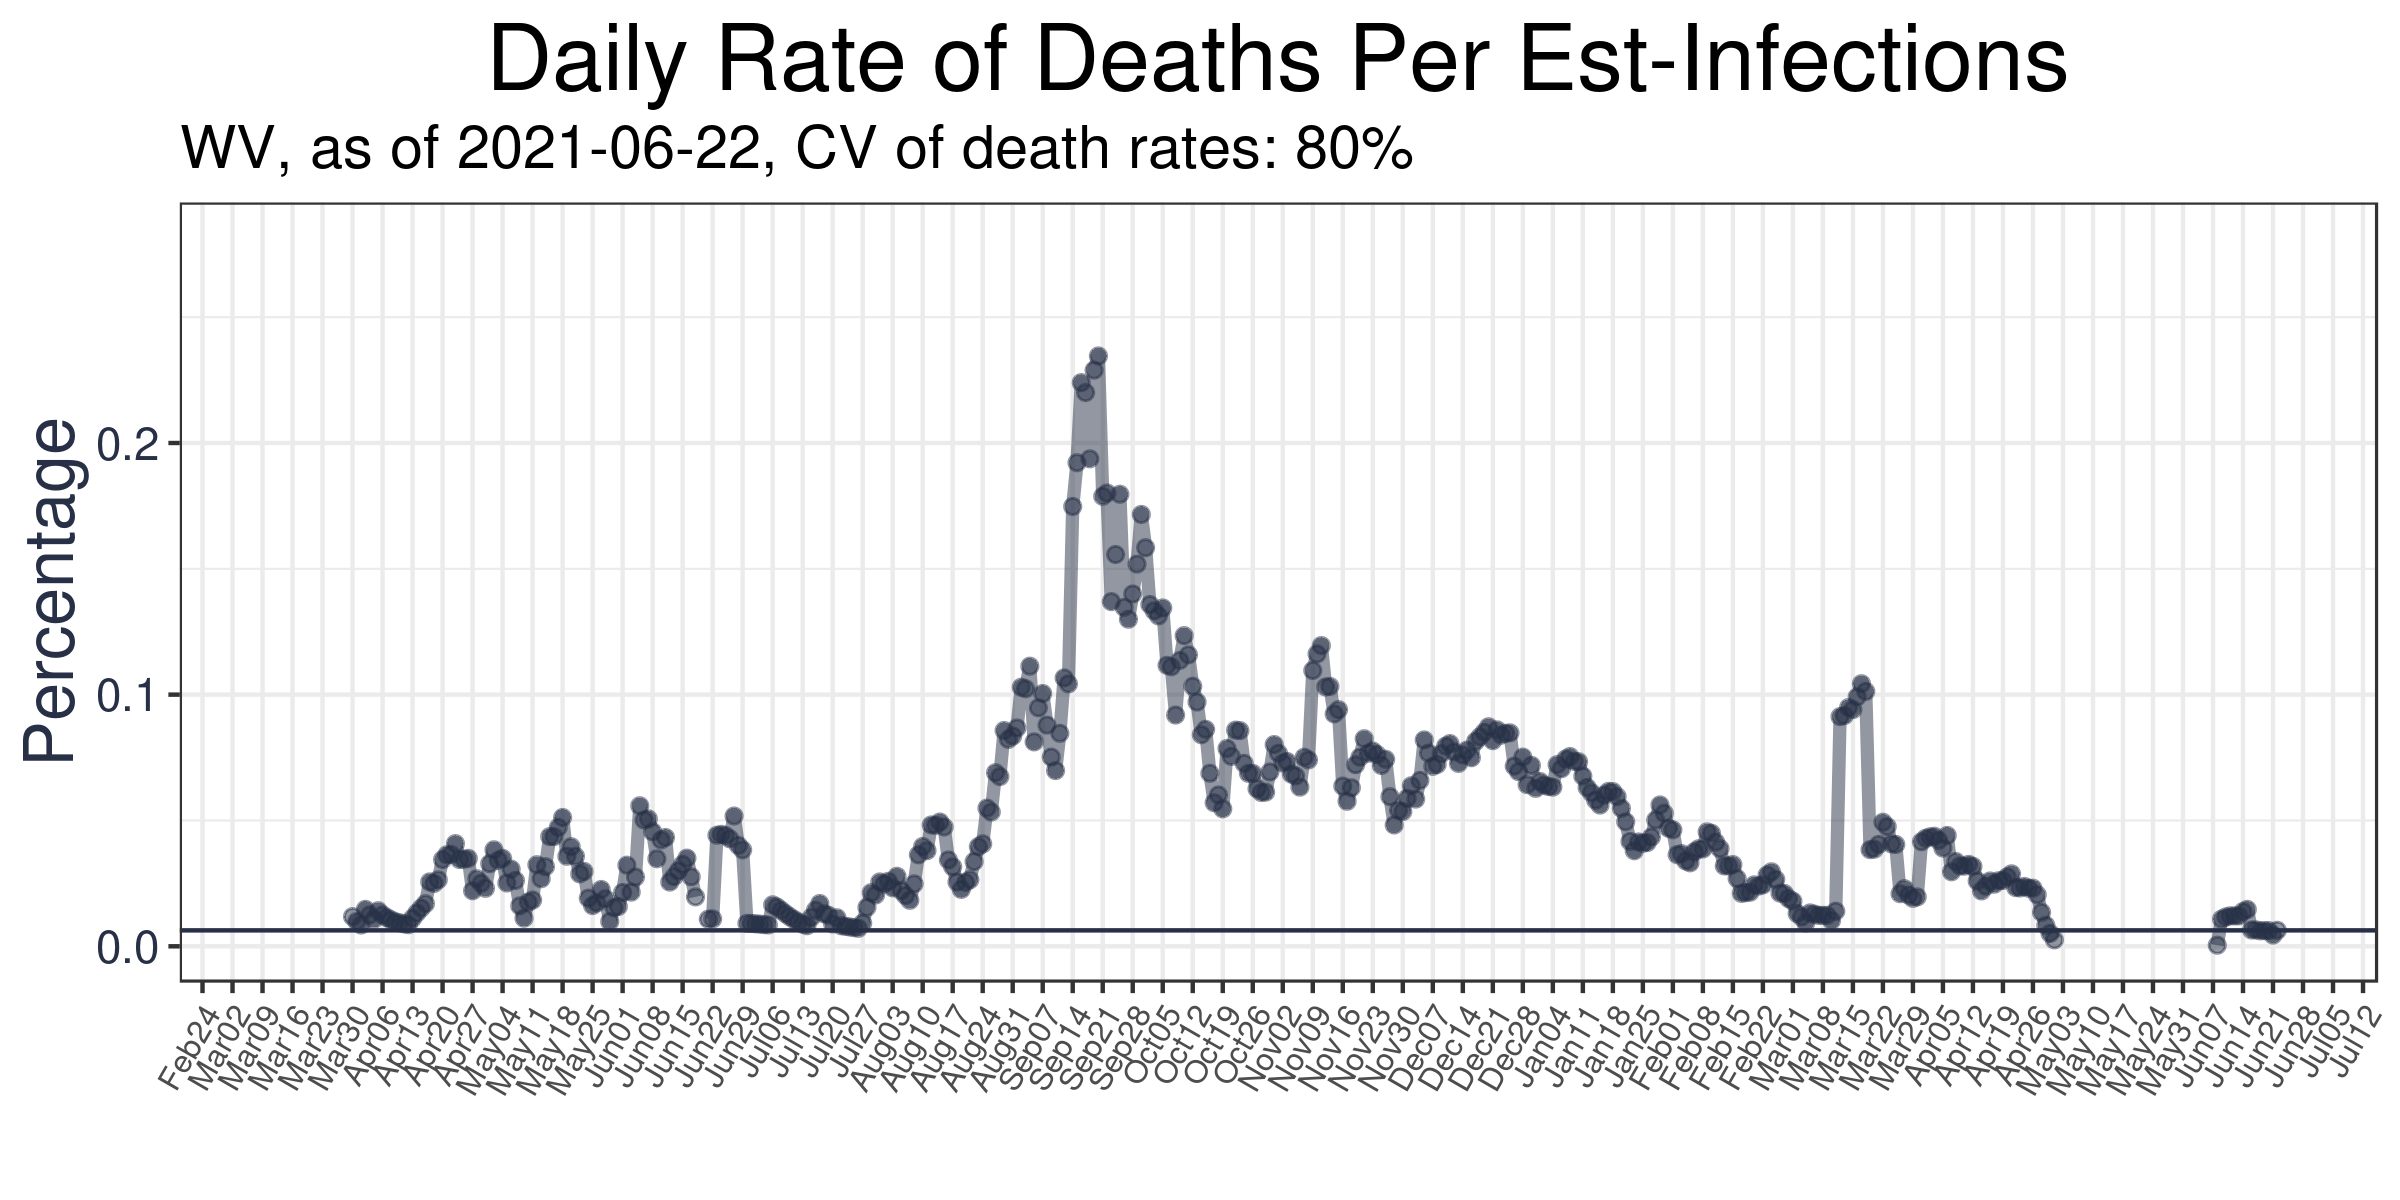 Daily Rate of Deaths Per Est-Infections
WV, as of 2021-06-22, CV of death rates: 80%
Percentage
0.2
0.1
0.0
Feb24
Mar02
Mar09
Mar16
Mar23
Mar30
Apr06
Apr13
Apr20
Apr27
May04
May11
May18
May25
Jun01
Jun08
Jun15
Jun22
Jun29
Jul06
Jul13
Jul20
Jul27
Aug03
Aug10
Aug17
Aug24
Aug31
Sep07
Sep14
Sep21
Sep28
Oct05
Oct12
Oct19
Oct26
Nov02
Nov09
Nov16
Nov23
Nov30
Dec07
Dec14
Dec21
Dec28
Dec04
Jan11
Jan18
Jan25
Feb01
Feb08
Feb15
Feb22
Mar01
Mar08
Mar15
Mar22
Mar29
Apr05
Apr12
Apr19
Apr26
May03
May10
May17
May24
May31
May07
Jun14
Jun21
Jun28
Jul05
Jul12